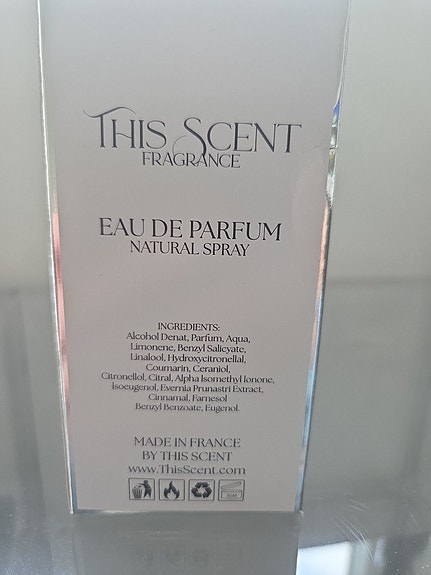 THIS SCENT
FRAGRANCE
EAU DE PARFUM
NATURAL SPRAY
INGREDIENTS:
Alcohol Denat, Parfum, Aqua,
Limonene, Benzyl Salicyate,
Linalool, Hydroxycitronellal,
Coumarin, Ceraniol,
Citronellol, Citral, Alpha Isomethyl Ionone,
Isoeugenol, Evernia Prunastri Extract,
Cinnamal, Farnesol
Benzyl Benzoate, Eugenol.
MADE IN FRANCE
BY THIS SCENT
www.ThisScent.com